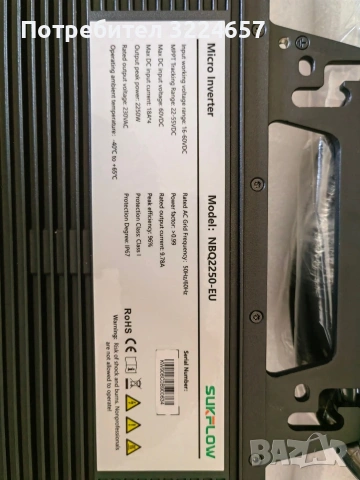 Потребител 3224657
Micro Inverter
Model: NBQ2250-EU
Input working voltage range: 16-60VDC
MPPT Tracking Range: 22-55VDC
Max DC input voltage: 60VDC
Max DC input current: 18A*4
Output peak power: 2250W
Rated output voltage: 230VAC
Operating ambient temperature: -40℃ to +65℃
Rated AC Grid Frequency: 50Hz/60Hz
Power factor: >0.99
Rated output current: 9.78A
Peak efficiency: 96%
Protection Class: Class I
Protection Degree: IP67
SUKFLOW
Serial Number:
RoHS CE
Warning: Risk of shock and burns. Nonprofessionals
are not allowed to operate!
bazar